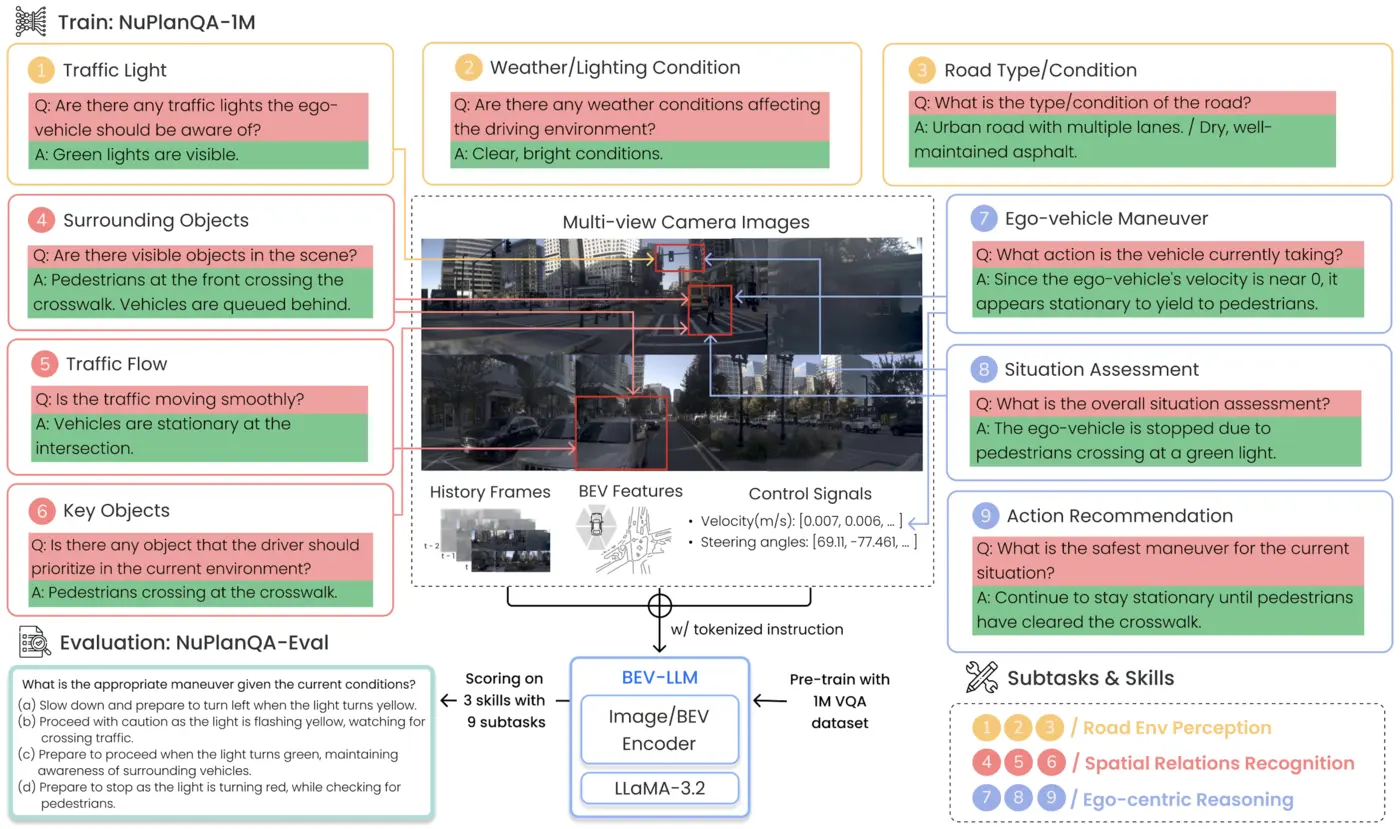 Train: NuPlanQA-1M
1 Traffic Light
Q: Are there any traffic lights the ego-
vehicle should be aware of?
A: Green lights are visible.
2 Weather/Lighting Condition
Q: Are there any weather conditions affecting
the driving environment?
A: Clear, bright conditions.
3 Road Type/Condition
Q: What is the type/condition of the road?
A: Urban road with multiple lanes. / Dry, well-
maintained asphalt.
4 Surrounding Objects
Q: Are there visible objects in the scene?
A: Pedestrians at the front crossing the
crosswalk. Vehicles are queued behind.
5 Traffic Flow
Q: Is the traffic moving smoothly?
A: Vehicles are stationary at the
intersection.
6 Key Objects
Q: Is there any object that the driver should
prioritize in the current environment?
A: Pedestrians crossing at the crosswalk.
Multi-view Camera Images
History Frames
t - 2
t - 1
t
BEV Features
Control Signals
• Velocity(m/s): [0.007, 0.006, ... ]
• Steering angles: [69.11, -77.461, ... ]
7 Ego-vehicle Maneuver
Q: What action is the vehicle currently taking?
A: Since the ego-vehicle's velocity is near 0, it
appears stationary to yield to pedestrians.
8 Situation Assessment
Q: What is the overall situation assessment?
A: The ego-vehicle is stopped due to
pedestrians crossing at a green light.
9 Action Recommendation
Q: What is the safest maneuver for the current
situation?
A: Continue to stay stationary until pedestrians
have cleared the crosswalk.
Evaluation: NuPlanQA-Eval
What is the appropriate maneuver given the current conditions?
(a) Slow down and prepare to turn left when the light turns yellow.
(b) Proceed with caution as the light is flashing yellow, watching for
crossing traffic.
(c) Prepare to proceed when the light turns green, maintaining
awareness of surrounding vehicles.
(d) Prepare to stop as the light is turning red, while checking for
pedestrians.
Scoring on
3 skills with
9 subtasks
w/ tokenized instruction
BEV-LLM
Image/BEV
Encoder
LLaMA-3.2
Pre-train with
1M VQA
dataset
Subtasks & Skills
1 2 3 / Road Env Perception
4 5 6 / Spatial Relations Recognition
7 8 9 / Ego-centric Reasoning